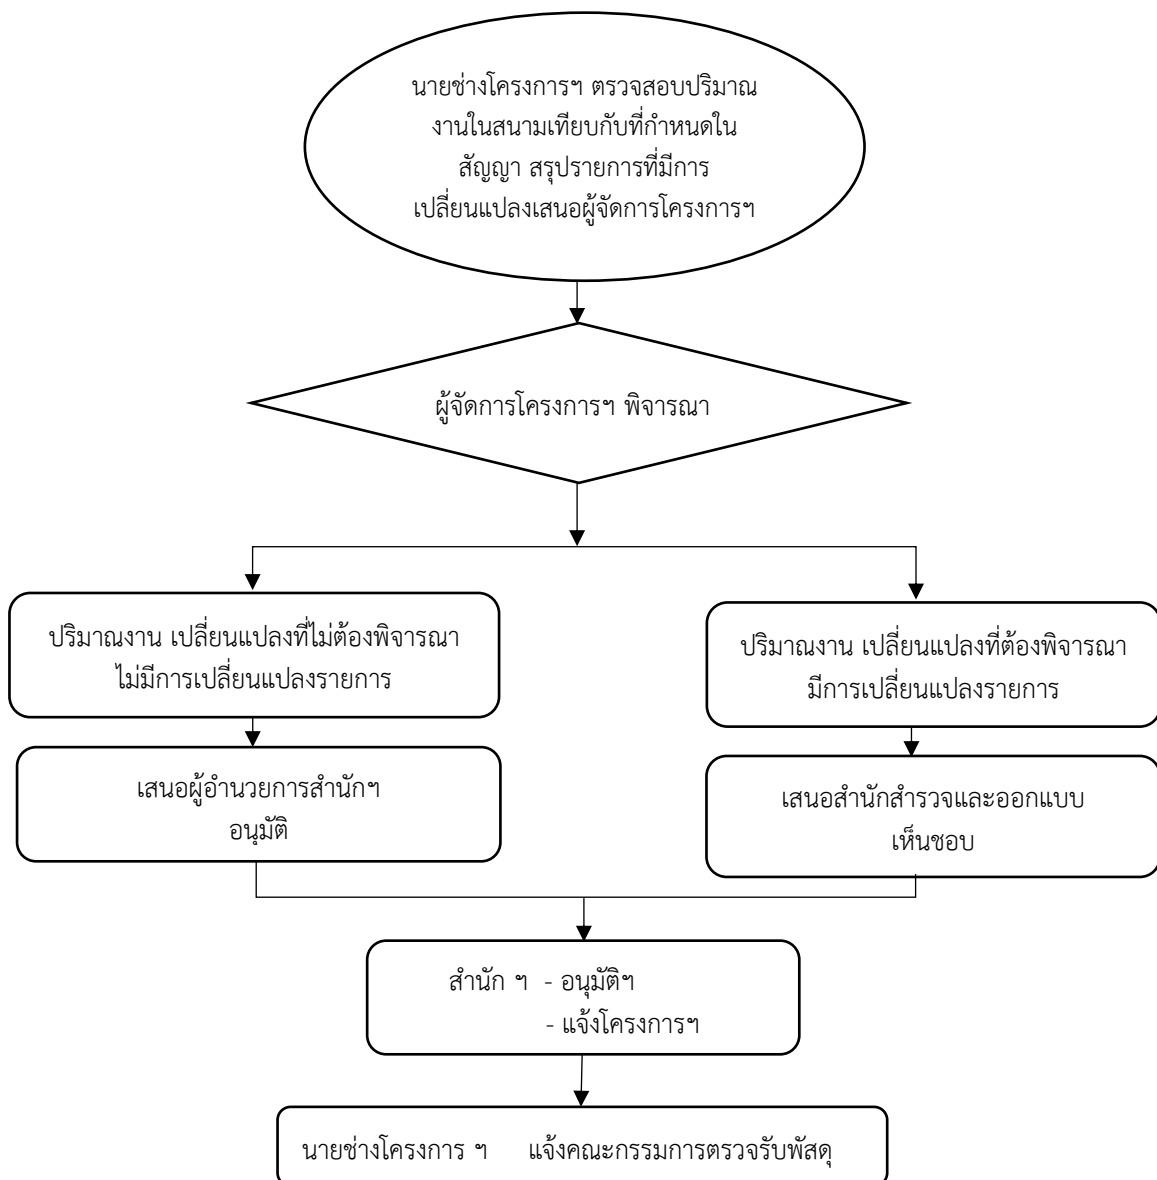 นายช่างโครงการฯ ตรวจสอบปริมาณ
งานในสนามเทียบกับที่กำหนดใน
สัญญา สรุปรายการที่มีการ
เปลี่ยนแปลงเสนอผู้จัดการโครงการฯ
ผู้จัดการโครงการฯ พิจารณา
ปริมาณงาน เปลี่ยนแปลงที่ไม่ต้องพิจารณา
ไม่มีการเปลี่ยนแปลงรายการ
ปริมาณงาน เปลี่ยนแปลงที่ต้องพิจารณา
มีการเปลี่ยนแปลงรายการ
เสนอผู้อำนวยการสำนักฯ
อนุมัติ
เสนอสำนักสำรวจและออกแบบ
เห็นชอบ
สำนัก ฯ - อนุมัติฯ
- แจ้งโครงการฯ
นายช่างโครงการ ฯ แจ้งคณะกรรมการตรวจรับพัสดุ